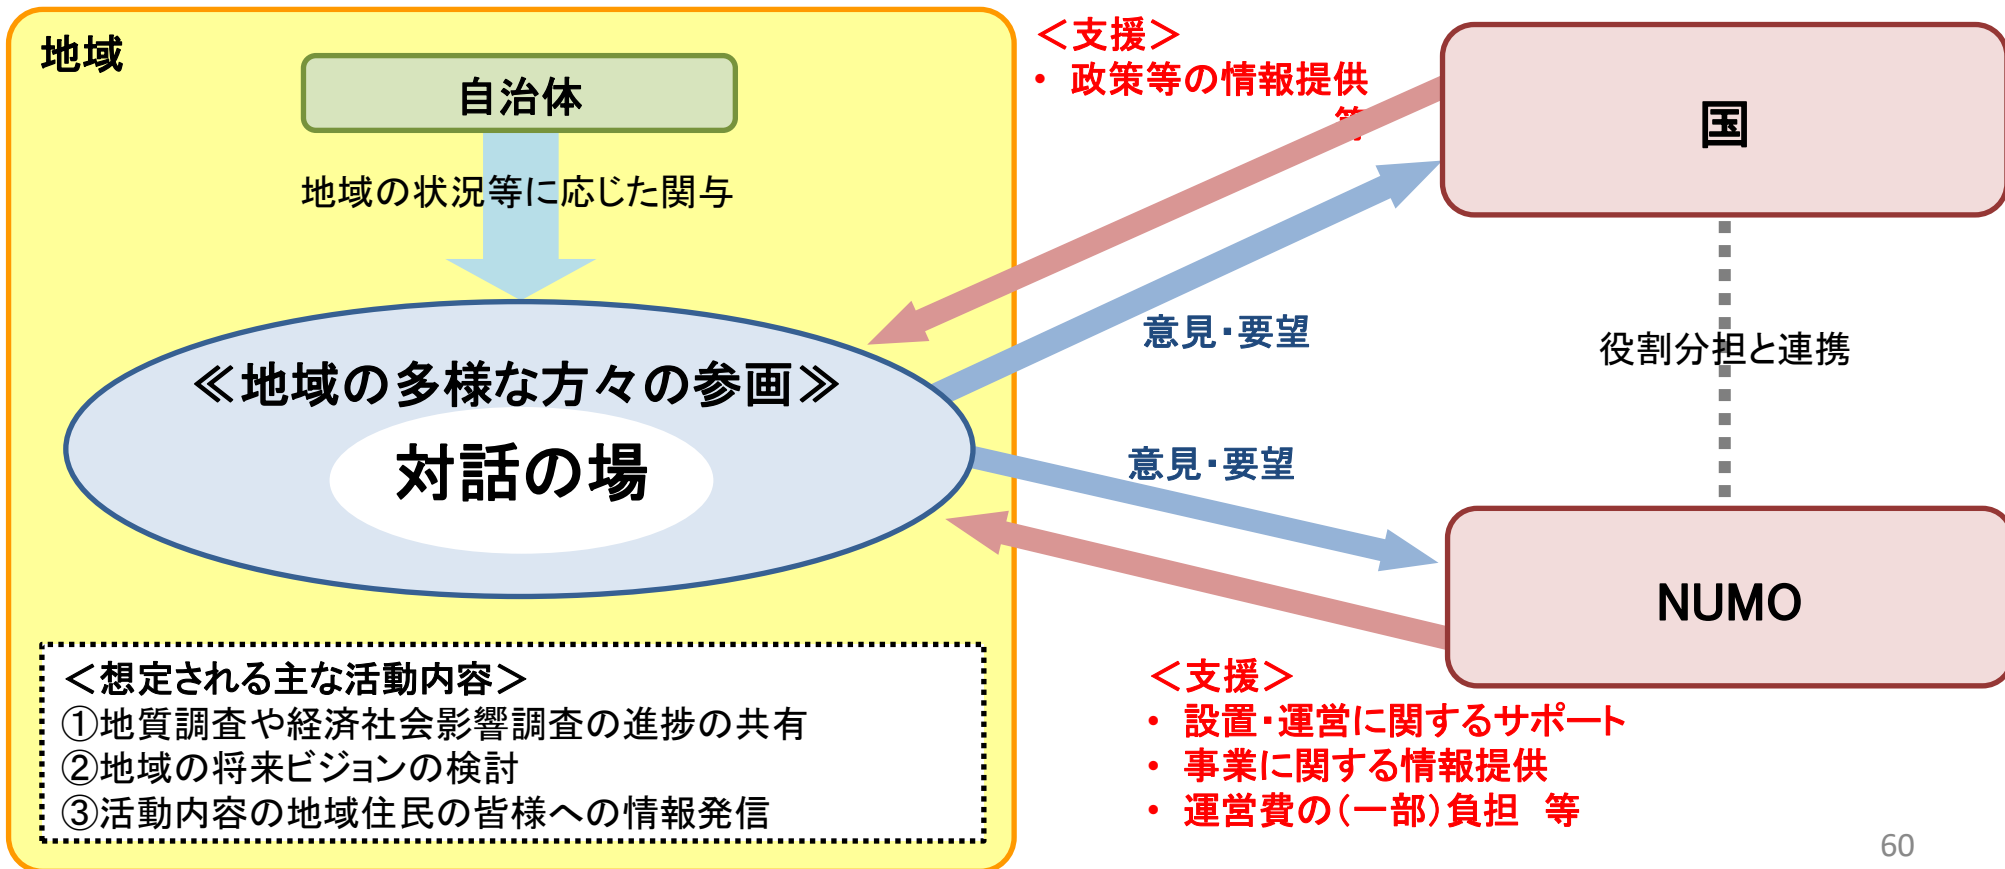 地域
自治体
地域の状況等に応じた関与
≪地域の多様な方々の参画≫
対話の場
＜想定される主な活動内容＞
①地質調査や経済社会影響調査の進捗の共有
②地域の将来ビジョンの検討
③活動内容の地域住民の皆様への情報発信
＜支援＞
• 政策等の情報提供
等
意見・要望
意見・要望
国
役割分担と連携
NUMO
＜支援＞
• 設置・運営に関するサポート
• 事業に関する情報提供
• 運営費の（一部）負担　等
60